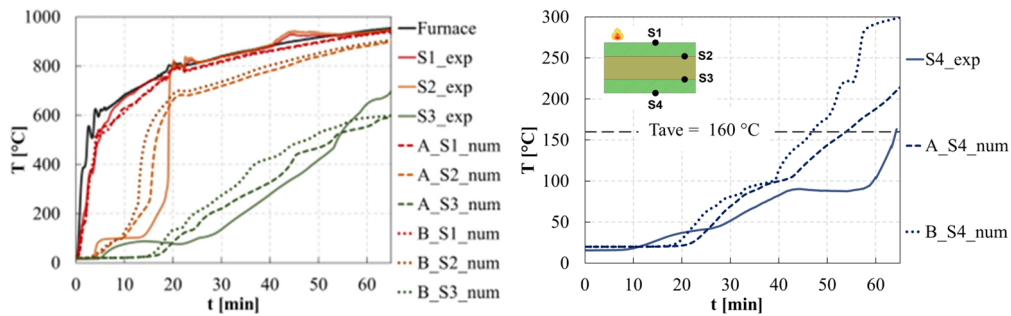 1000
800
600
400
200
0
T [°C]
0 10 20 30 40 50 60
t [min]
Furnace
S1_exp
S2_exp
S3_exp
A_S1_num
A_S2_num
A_S3_num
B_S1_num
B_S2_num
B_S3_num
300
250
200
150
100
50
0
T [°C]
S1
S2
S3
S4
Tave = 160 °C
0 10 20 30 40 50 60
t [min]
S4_exp
A_S4_num
B_S4_num